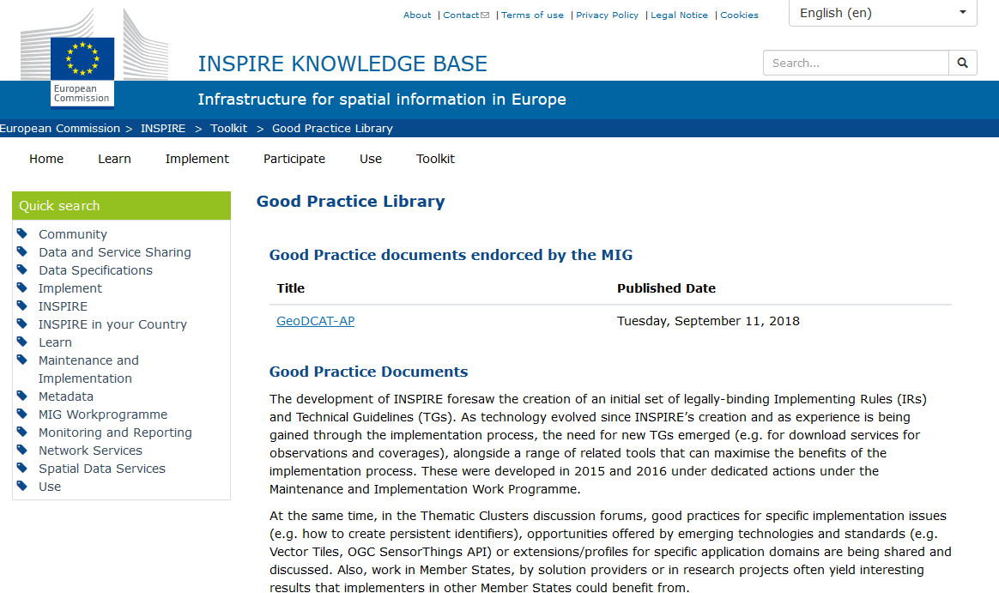 About | Contact | Terms of use | Privacy Policy | Legal Notice | Cookies
English (en)
INSPIRE KNOWLEDGE BASE
Search...
European
Commission
Infrastructure for spatial information in Europe
European Commission > INSPIRE > Toolkit > Good Practice Library
Home Learn Implement Participate Use Toolkit
Quick search
Community
Data and Service Sharing
Data Specifications
Implement
INSPIRE
INSPIRE in your Country
Learn
Maintenance and
Implementation
Metadata
MIG Workprogramme
Monitoring and Reporting
Network Services
Spatial Data Services
Use
Good Practice Library
Good Practice documents endorced by the MIG
Title Published Date
GeoDCAT-AP Tuesday, September 11, 2018
Good Practice Documents
The development of INSPIRE foresaw the creation of an initial set of legally-binding Implementing Rules (IRs)
and Technical Guidelines (TGs). As technology evolved since INSPIRE’s creation and as experience is being
gained through the implementation process, the need for new TGs emerged (e.g. for download services for
observations and coverages), alongside a range of related tools that can maximise the benefits of the
implementation process. These were developed in 2015 and 2016 under dedicated actions under the
Maintenance and Implementation Work Programme.
At the same time, in the Thematic Clusters discussion forums, good practices for specific implementation issues
(e.g. how to create persistent identifiers), opportunities offered by emerging technologies and standards (e.g.
Vector Tiles, OGC SensorThings API) or extensions/profiles for specific application domains are being shared and
discussed. Also, work in Member States, by solution providers or in research projects often yield interesting
results that implementers in other Member States could benefit from.